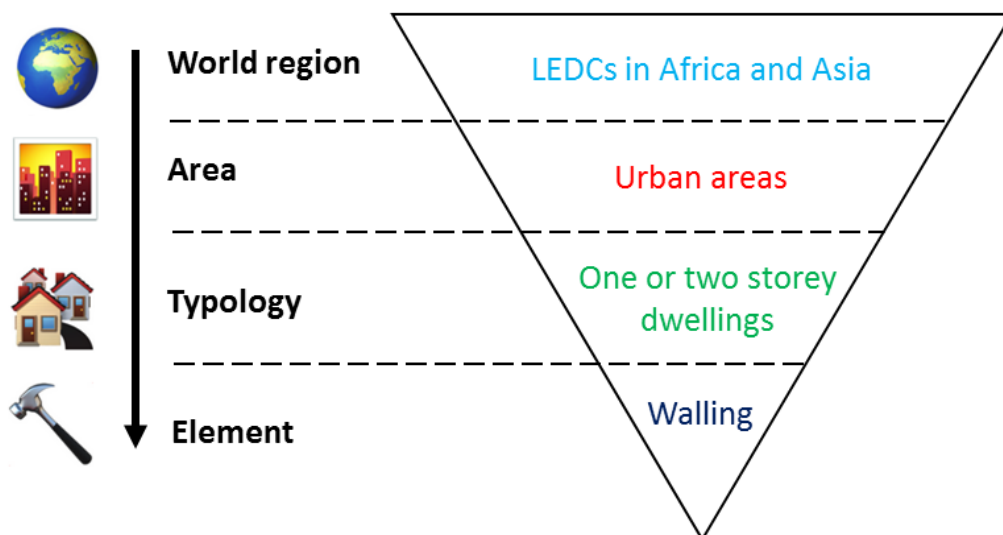 World region
LEDCs in Africa and Asia
Area
Urban areas
Typology
One or two storey
dwellings
Element
Walling